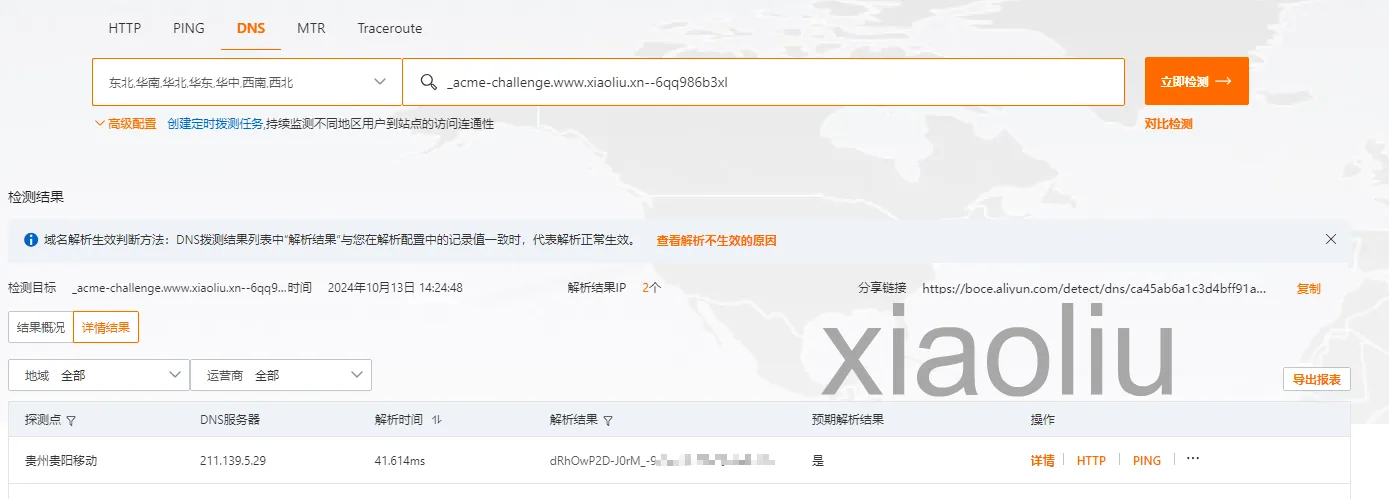 HTTP PING DNS MTR Traceroute
东北,华南,华北,华东,华中,西南,西北 _acme-challenge.www.xiaoliu.xn--6qq986b3xl 立即检测
高级配置 创建定时拨测任务,持续监测不同地区用户到站点的访问连通性 对比检测
检测结果
域名解析生效判断方法:DNS拨测结果列表中“解析结果”与您在解析配置中的记录值一致时,代表解析正常生效。 查看解析不生效的原因
检测目标 _acme-challenge.www.xiaoliu.xn--6qq9...时间 2024年10月13日 14:24:48 解析结果IP 2个 分享链接 https://boce.aliyun.com/detect/dns/ca45ab6a1c3d4bff91a... 复制
结果概况 详情结果
xiaoliu
地域 全部 运营商 全部 导出报表
探测点 DNS服务器 解析时间 解析结果 预期解析结果 操作
贵州贵阳移动 211.139.5.29 41.614ms dRhOwP2D-J0rM_-9 是 详情 HTTP PING ...